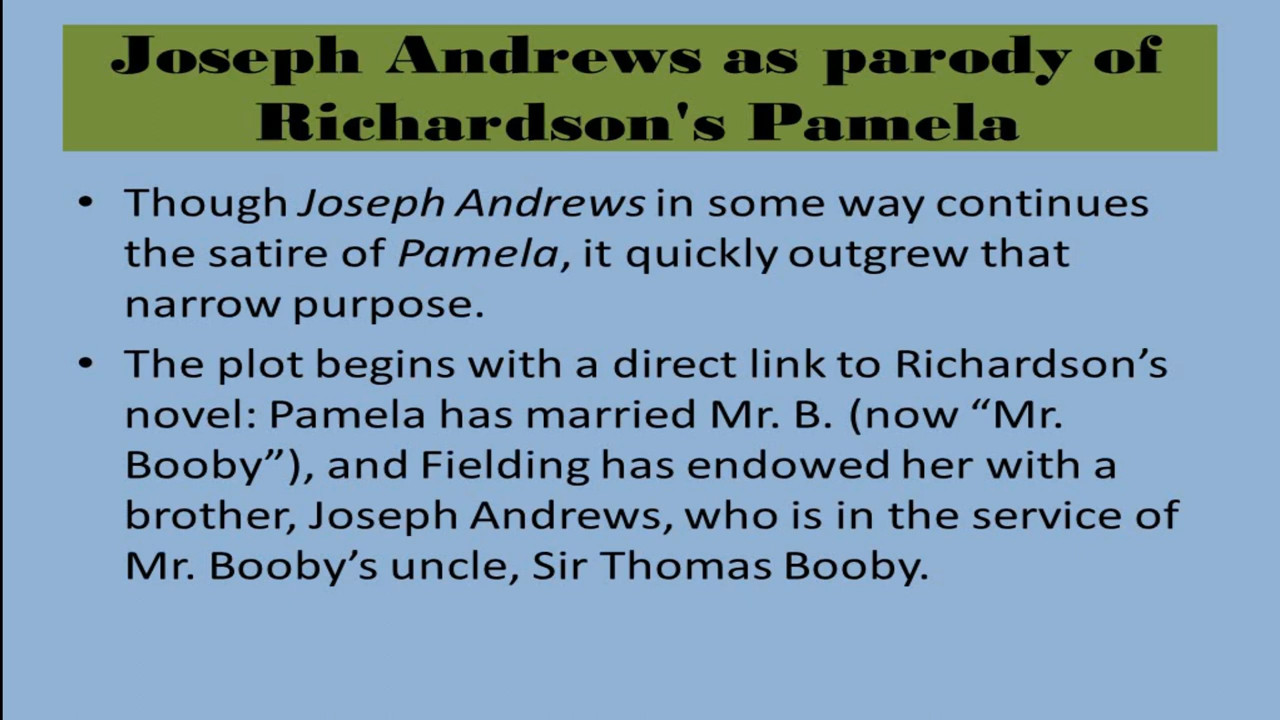 Joseph Andrews as parody of
Richardson's Pamela
• Though Joseph Andrews in some way continues
the satire of Pamela, it quickly outgrew that
narrow purpose.
• The plot begins with a direct link to Richardson’s
novel: Pamela has married Mr. B. (now “Mr.
Booby”), and Fielding has endowed her with a
brother, Joseph Andrews, who is in the service of
Mr. Booby’s uncle, Sir Thomas Booby.